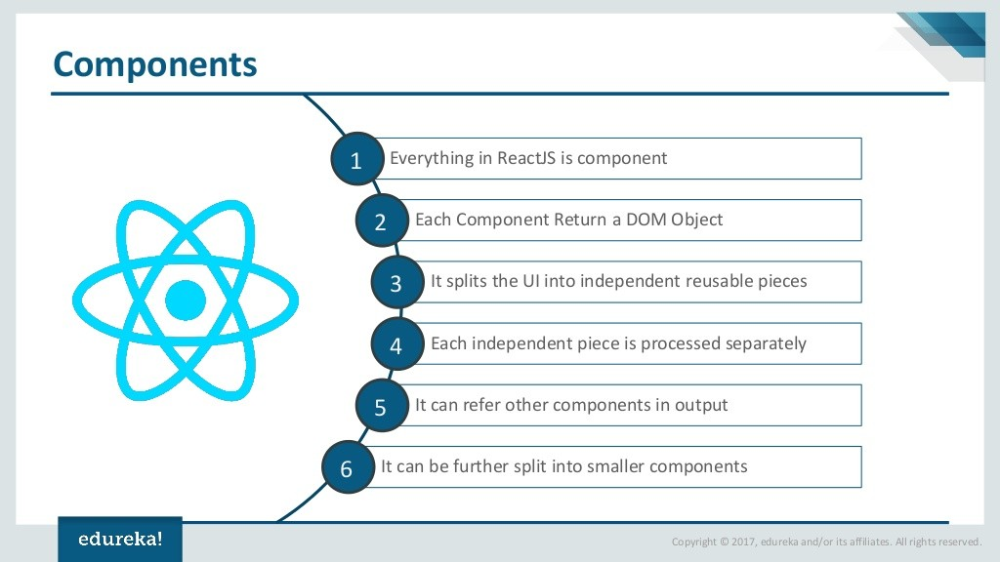 Components
1 Everything in ReactJS is component
2 Each Component Return a DOM Object
3 It splits the UI into independent reusable pieces
4 Each independent piece is processed separately
5 It can refer other components in output
6 It can be further split into smaller components
edureka!
Copyright © 2017, edureka and/or its affiliates. All rights reserved.